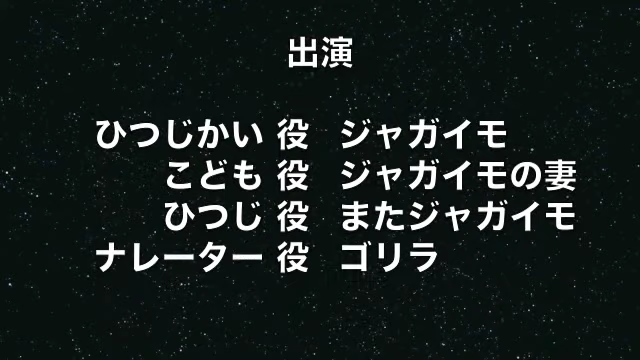 出演
ひつじかい 役 ジャガイモ
こども 役 ジャガイモの妻
ひつじ 役 またジャガイモ
ナレーター 役 ゴリラ